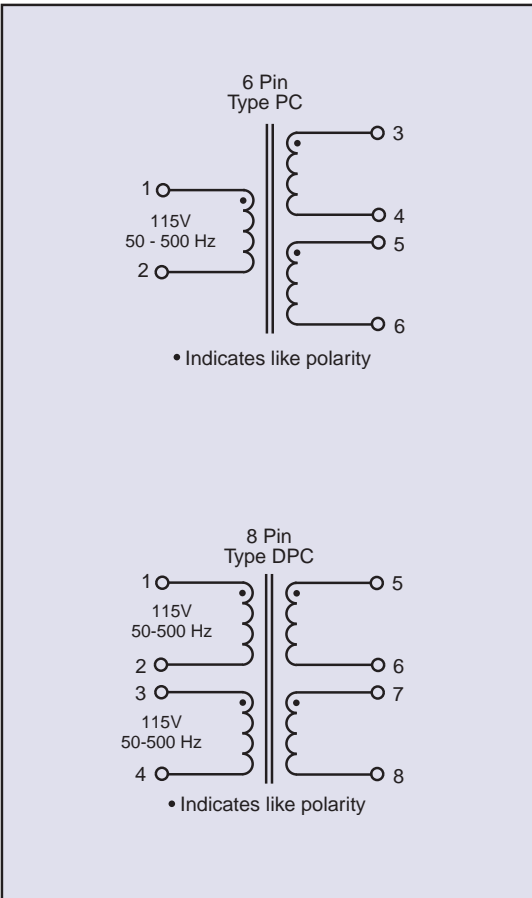 6 Pin
Type PC
3
1
115V
50 - 500 Hz
4
5
2
6
• Indicates like polarity
8 Pin
Type DPC
1
5
115V
50-500 Hz
2
6
3
7
115V
50-500 Hz
4
8
• Indicates like polarity